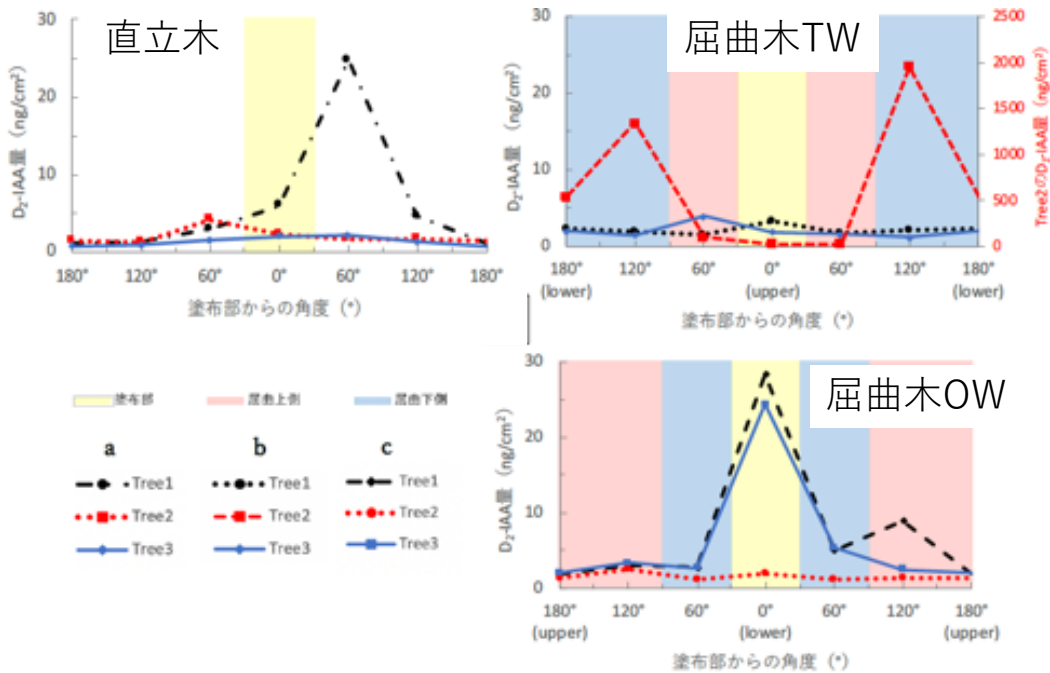 直立木
30
20
10
0
D₂-IAA量（ng/cm²）
180° 120° 60° 0° 60° 120° 180°
塗布部からの角度（°）
屈曲木TW
30
20
10
0
D₂-IAA量（ng/cm²）
2500
2000
1500
1000
500
0
Tree2のD₂-IAA量（ng/cm²）
180° 120° 60° 0° 60° 120° 180°
(lower) (upper) (lower)
塗布部からの角度（°）
塗布部 屈曲上側 屈曲下側
a b c
Tree1 Tree1 Tree1
Tree2 Tree2 Tree2
Tree3 Tree3 Tree3
屈曲木OW
30
20
10
0
D₂-IAA量（ng/cm²）
180° 120° 60° 0° 60° 120° 180°
(upper) (lower) (upper)
塗布部からの角度（°）